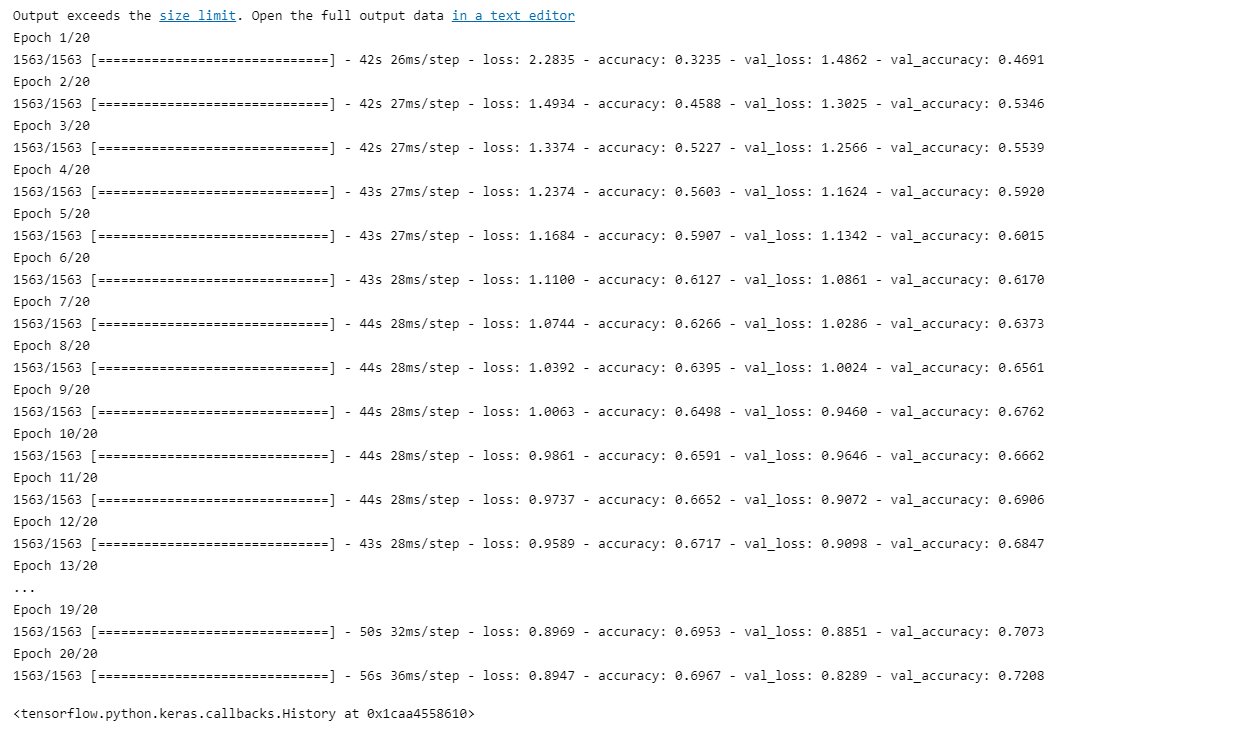 Output exceeds the size limit. Open the full output data in a text editor
Epoch 1/20
1563/1563 [==============================] - 42s 26ms/step - loss: 2.2835 - accuracy: 0.3235 - val_loss: 1.4862 - val_accuracy: 0.4691
Epoch 2/20
1563/1563 [==============================] - 42s 27ms/step - loss: 1.4934 - accuracy: 0.4588 - val_loss: 1.3025 - val_accuracy: 0.5346
Epoch 3/20
1563/1563 [==============================] - 42s 27ms/step - loss: 1.3374 - accuracy: 0.5227 - val_loss: 1.2566 - val_accuracy: 0.5539
Epoch 4/20
1563/1563 [==============================] - 43s 27ms/step - loss: 1.2374 - accuracy: 0.5603 - val_loss: 1.1624 - val_accuracy: 0.5920
Epoch 5/20
1563/1563 [==============================] - 43s 27ms/step - loss: 1.1684 - accuracy: 0.5907 - val_loss: 1.1342 - val_accuracy: 0.6015
Epoch 6/20
1563/1563 [==============================] - 43s 28ms/step - loss: 1.1100 - accuracy: 0.6127 - val_loss: 1.0861 - val_accuracy: 0.6170
Epoch 7/20
1563/1563 [==============================] - 44s 28ms/step - loss: 1.0744 - accuracy: 0.6266 - val_loss: 1.0286 - val_accuracy: 0.6373
Epoch 8/20
1563/1563 [==============================] - 44s 28ms/step - loss: 1.0392 - accuracy: 0.6395 - val_loss: 1.0024 - val_accuracy: 0.6561
Epoch 9/20
1563/1563 [==============================] - 44s 28ms/step - loss: 1.0063 - accuracy: 0.6498 - val_loss: 0.9460 - val_accuracy: 0.6762
Epoch 10/20
1563/1563 [==============================] - 44s 28ms/step - loss: 0.9861 - accuracy: 0.6591 - val_loss: 0.9646 - val_accuracy: 0.6662
Epoch 11/20
1563/1563 [==============================] - 44s 28ms/step - loss: 0.9737 - accuracy: 0.6652 - val_loss: 0.9072 - val_accuracy: 0.6906
Epoch 12/20
1563/1563 [==============================] - 43s 28ms/step - loss: 0.9589 - accuracy: 0.6717 - val_loss: 0.9098 - val_accuracy: 0.6847
Epoch 13/20
...
Epoch 19/20
1563/1563 [==============================] - 50s 32ms/step - loss: 0.8969 - accuracy: 0.6953 - val_loss: 0.8851 - val_accuracy: 0.7073
Epoch 20/20
1563/1563 [==============================] - 56s 36ms/step - loss: 0.8947 - accuracy: 0.6967 - val_loss: 0.8289 - val_accuracy: 0.7208
<tensorflow.python.keras.callbacks.History at 0x1caa4558610>